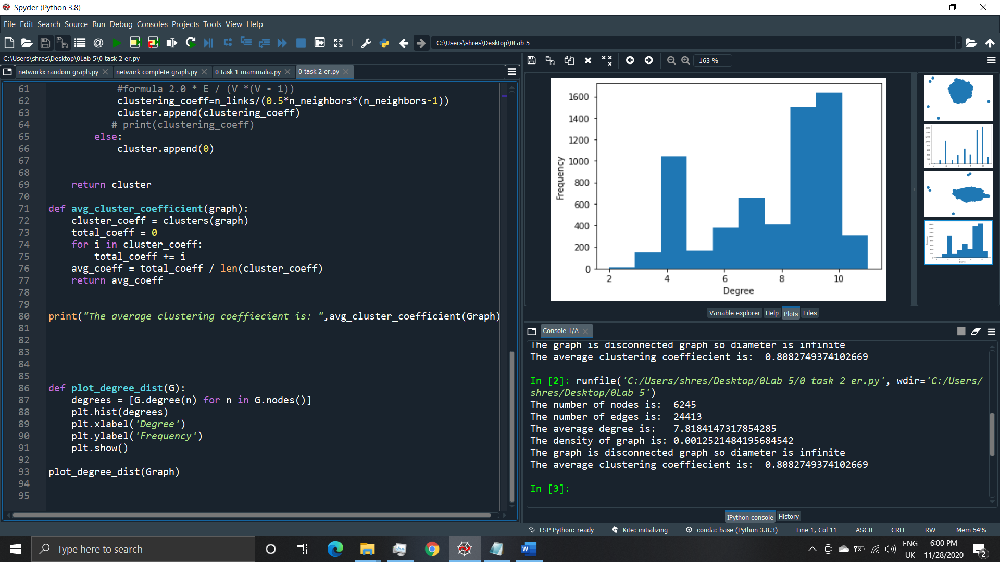 Spyder (Python 3.8)
File Edit Search Source Run Debug Consoles Projects Tools View Help
C:\Users\shres\Desktop\0Lab 5
C:\Users\shres\Desktop\0Lab 5\0 task 2 er.py
networkx random graph.py
network complete graph.py
0 task 1 mammalia.py
0 task 2 er.py
61 #formula 2.0 * E / (V *(V - 1))
62 clustering_coeff=n_links/(0.5*n_neighbors*(n_neighbors-1))
63 cluster.append(clustering_coeff)
64 # print(clustering_coeff)
65 else:
66 cluster.append(0)
67
68
69 return cluster
70
71 def avg_cluster_coefficient(graph):
72 cluster_coeff = clusters(graph)
73 total_coeff = 0
74 for i in cluster_coeff:
75 total_coeff += i
76 avg_coeff = total_coeff / len(cluster_coeff)
77 return avg_coeff
78
79
80 print("The average clustering coeffiecient is: ",avg_cluster_coefficient(Graph)
81
82
83
84
85
86 def plot_degree_dist(G):
87 degrees = [G.degree(n) for n in G.nodes()]
88 plt.hist(degrees)
89 plt.xlabel('Degree')
90 plt.ylabel('Frequency')
91 plt.show()
92
93 plot_degree_dist(Graph)
94
95
163 %
1600
1400
1200
1000
800
600
400
200
0
Frequency
2 4 6 8 10
Degree
Variable explorer Help Plots Files
Console 1/A
The graph is disconnected graph so diameter is infinite
The average clustering coeffiecient is: 0.8082749374102669
In [2]: runfile('C:/Users/shres/Desktop/0Lab 5/0 task 2 er.py', wdir='C:/Users/
shres/Desktop/0Lab 5')
The number of nodes is: 6245
The number of edges is: 24413
The average degree is: 7.8184147317854285
The density of graph is: 0.0012521484195684542
The graph is disconnected graph so diameter is infinite
The average clustering coeffiecient is: 0.8082749374102669
In [3]:
IPython console History
LSP Python: ready Kite: initializing conda: base (Python 3.8.3) Line 1, Col 11 ASCII CRLF RW Mem 54%
Type here to search
ENG
UK
6:00 PM
11/28/2020
2